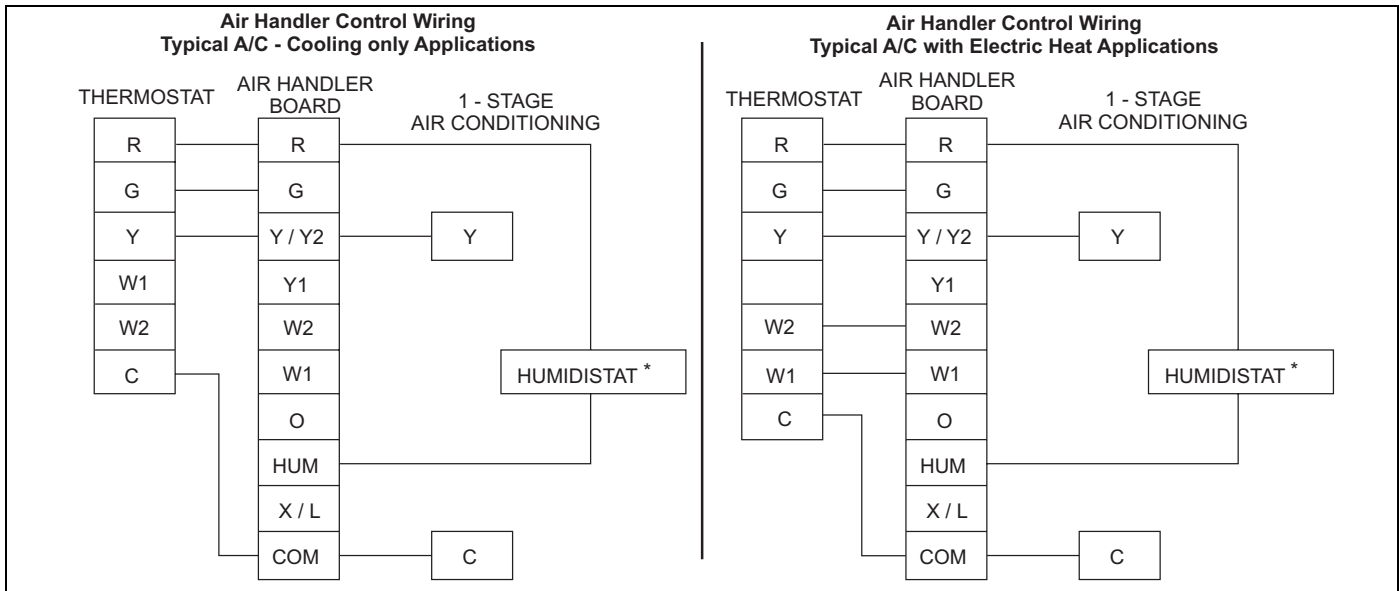 Air Handler Control Wiring
Typical A/C - Cooling only Applications
THERMOSTAT
AIR HANDLER
BOARD
1 - STAGE
AIR CONDITIONING
R
G
Y
W1
W2
C
R
G
Y / Y2
Y1
W2
W1
O
HUM
X / L
COM
Y
HUMIDISTAT *
C
Air Handler Control Wiring
Typical A/C with Electric Heat Applications
THERMOSTAT
AIR HANDLER
BOARD
1 - STAGE
AIR CONDITIONING
R
G
Y
W2
W1
C
R
G
Y / Y2
Y1
W2
W1
O
HUM
X / L
COM
Y
HUMIDISTAT *
C